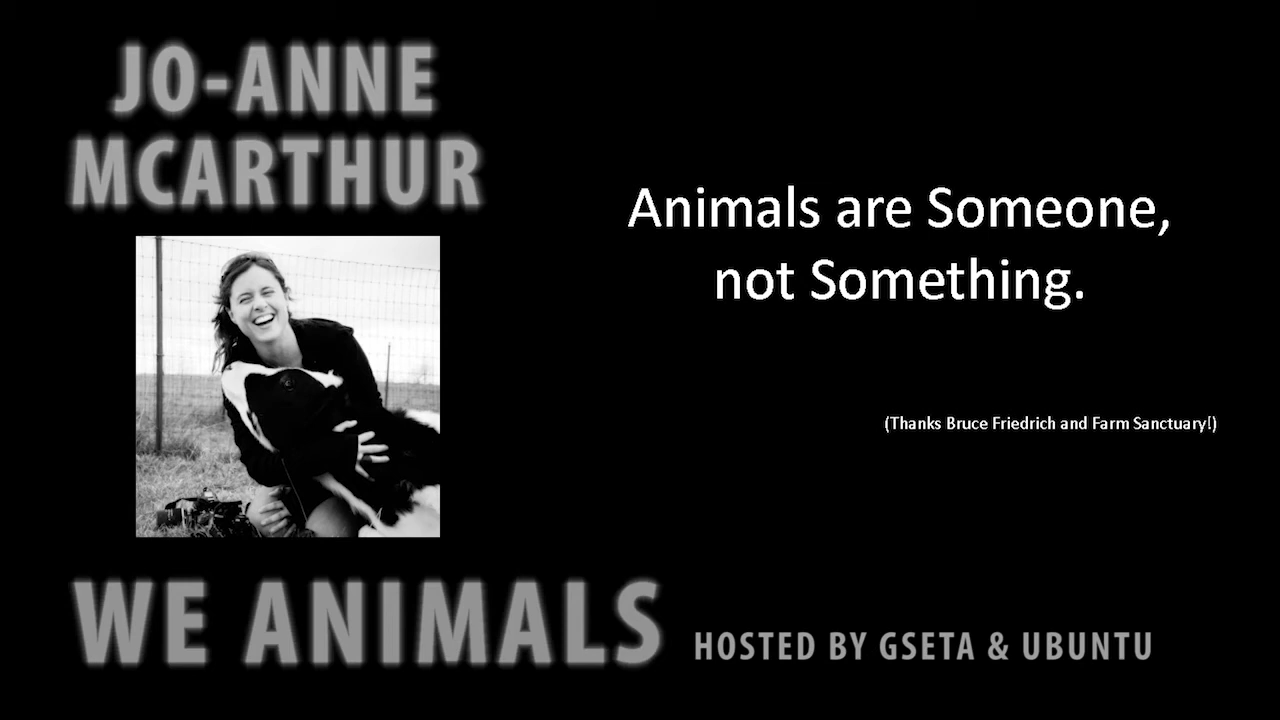 JO-ANNE
MCARTHUR
Animals are Someone,
not Something.
(Thanks Bruce Friedrich and Farm Sanctuary!)
WE ANIMALS
HOSTED BY GSETA & UBUNTU